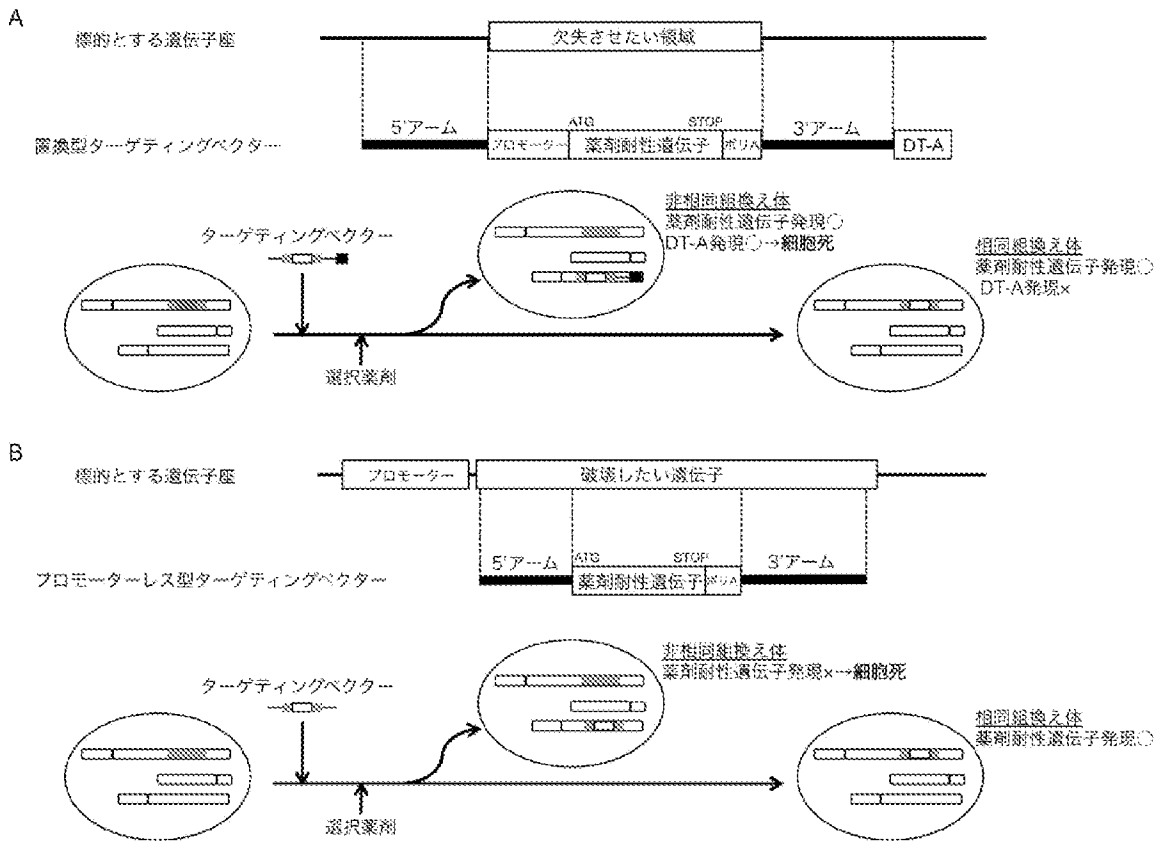 A
標的とする遺伝子座
欠失させたい領域
5'アーム
ATG
STOP
3'アーム
置換型ターゲティングベクター
プロモーター
薬剤耐性遺伝子
ポリA
DT-A
ターゲティングベクター
非相同組換え体
薬剤耐性遺伝子発現○
DT-A発現○→細胞死
相同組換え体
薬剤耐性遺伝子発現○
DT-A発現×
選択薬剤
B
標的とする遺伝子座
プロモーター
破壊したい遺伝子
5'アーム
ATG
STOP
3'アーム
プロモーターレス型ターゲティングベクター
薬剤耐性遺伝子
ポリA
ターゲティングベクター
非相同組換え体
薬剤耐性遺伝子発現×→細胞死
相同組換え体
薬剤耐性遺伝子発現○
選択薬剤